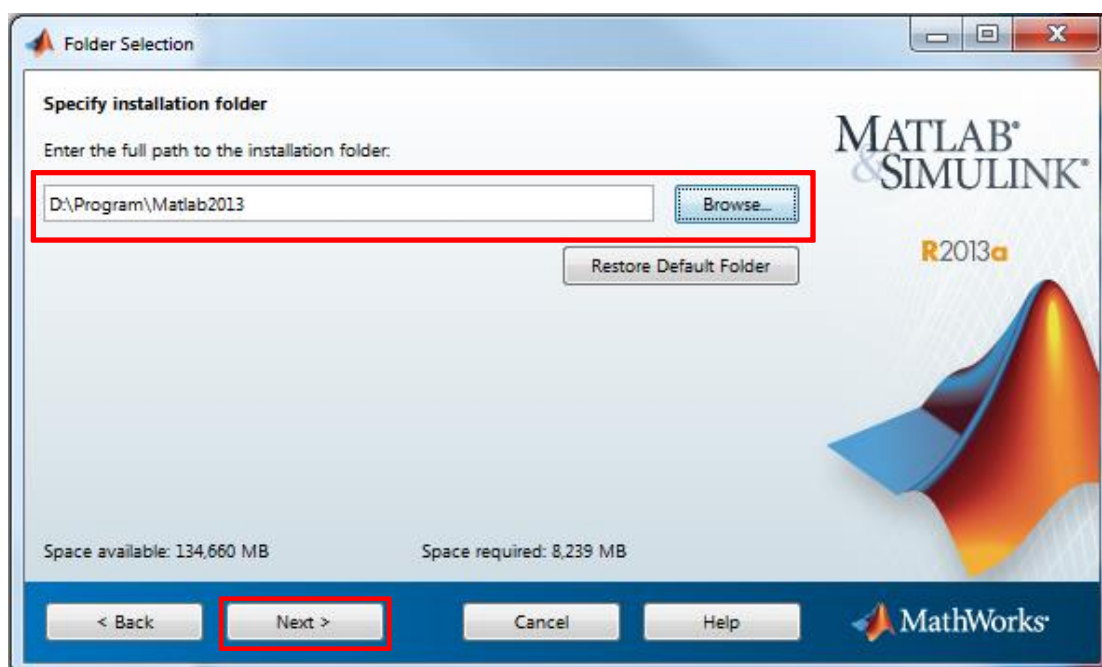 Folder Selection
Specify installation folder
Enter the full path to the installation folder:
D:\Program\Matlab2013
Browse...
Restore Default Folder
MATLAB®
&SIMULINK®
R2013a
Space available: 134,660 MB
Space required: 8,239 MB
< Back
Next >
Cancel
Help
MathWorks®